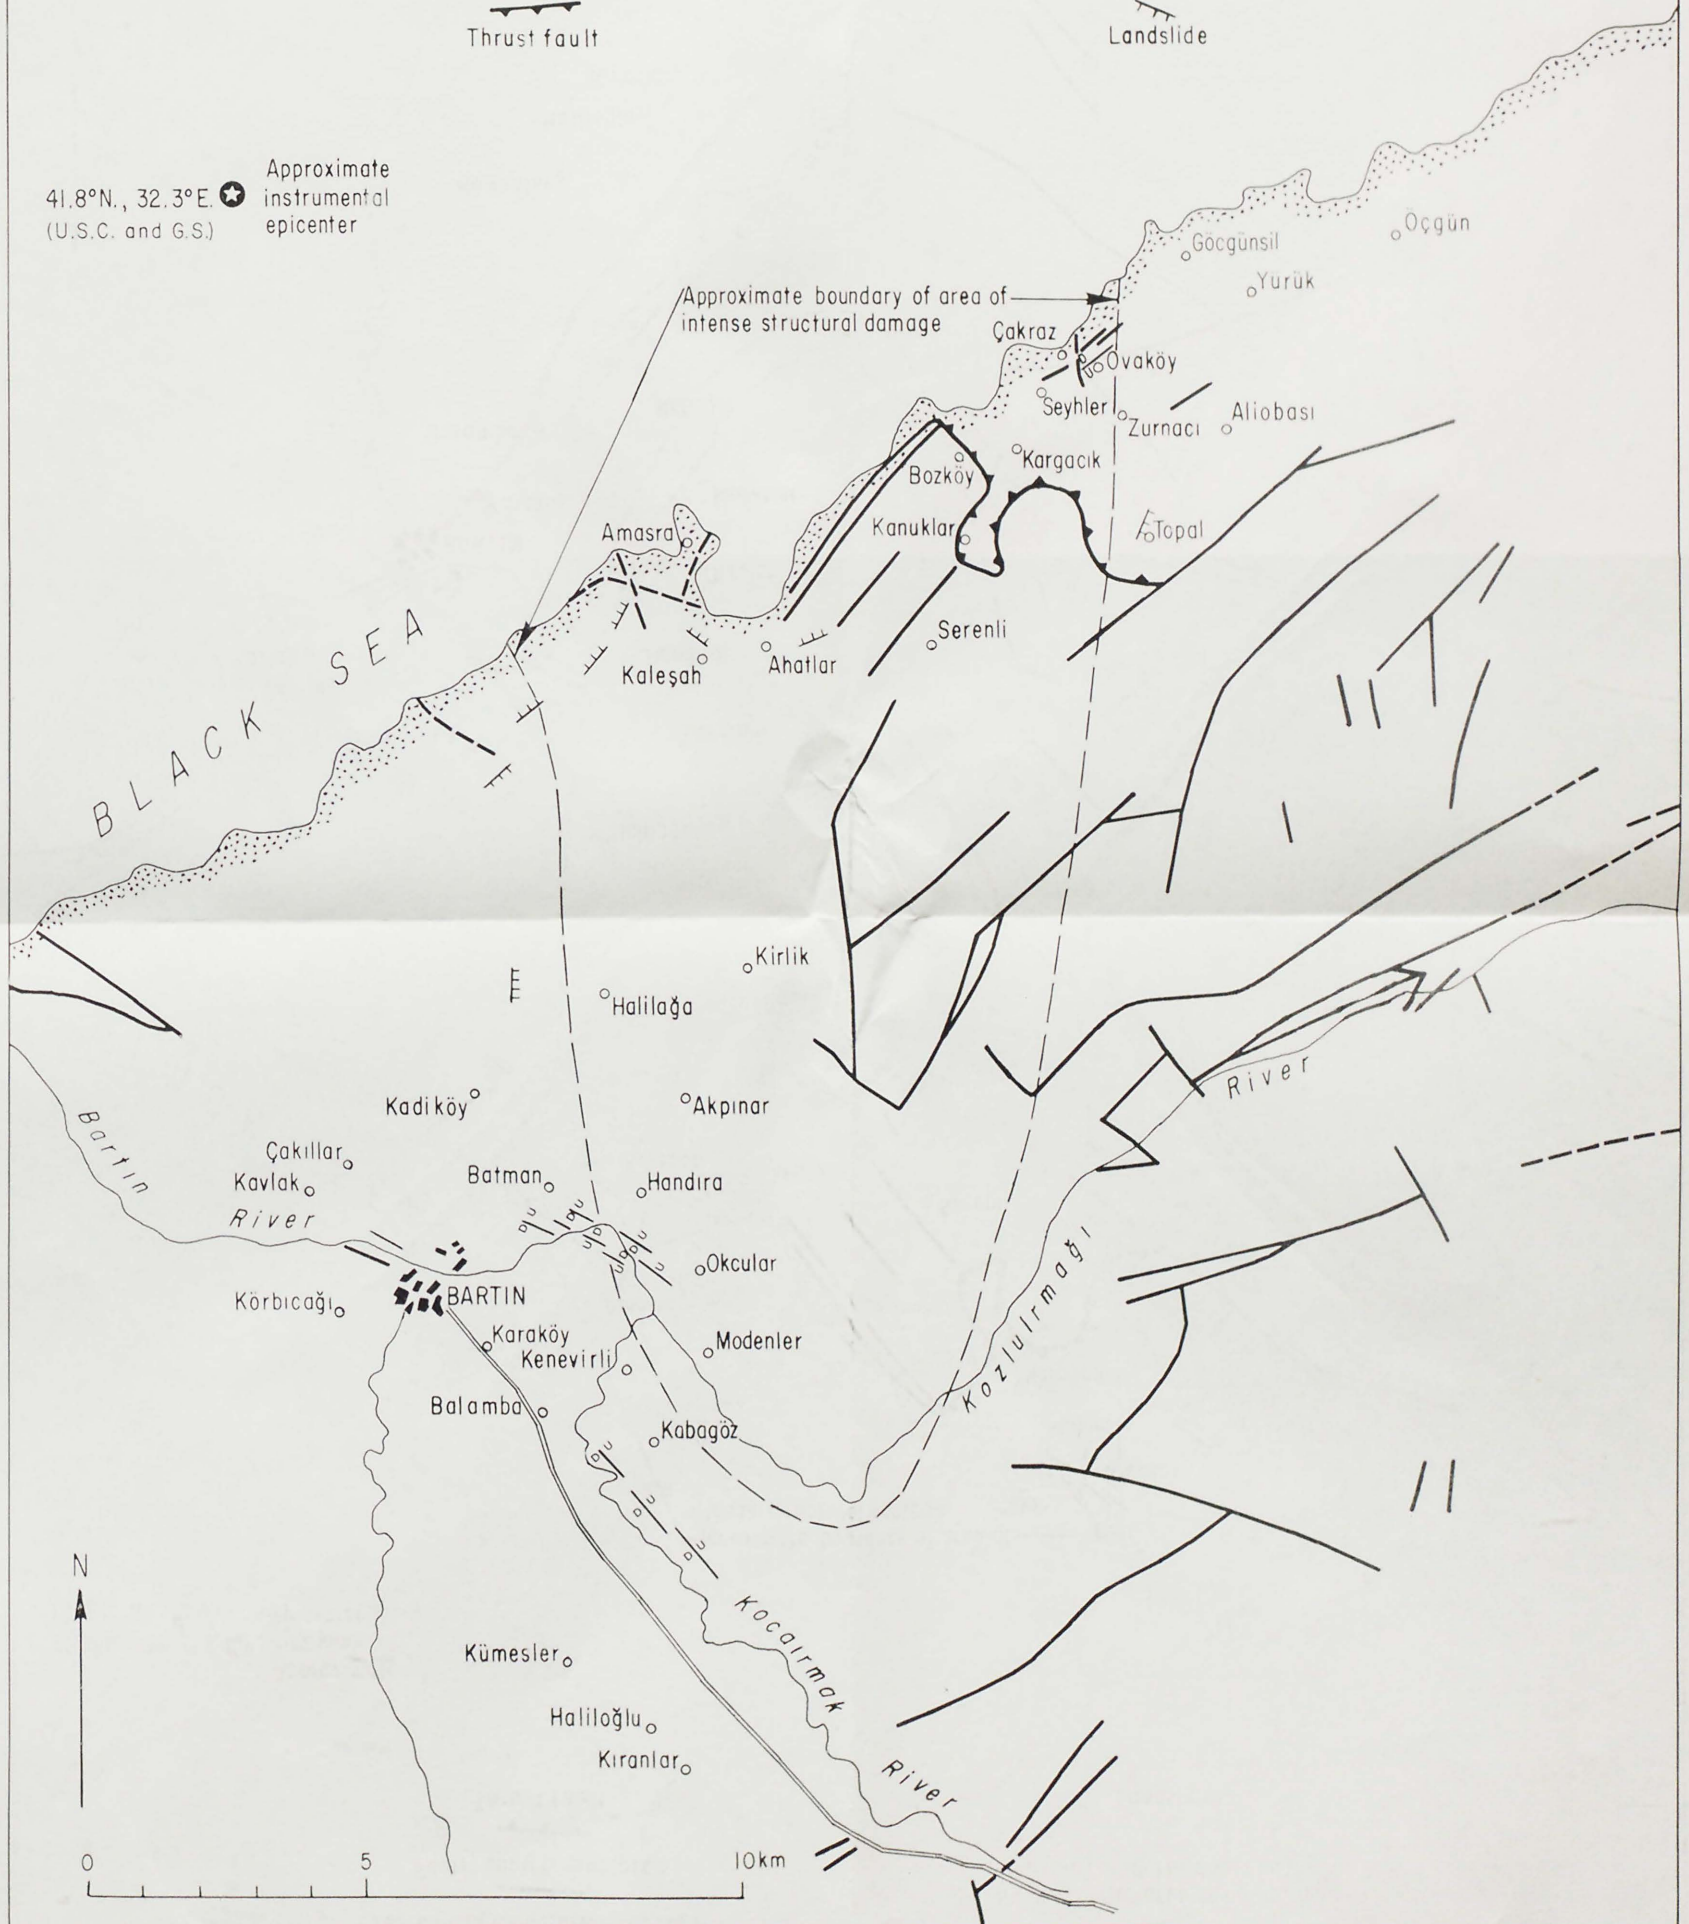 Thrust fault
Landslide
41.8°N., 32.3°E.
(U.S.C. and G.S.)
Approximate
instrumental
epicenter
Öçgün
Göcgünsil
Yürük
Approximate boundary of area of
intense structural damage
Çakraz
D
U
Ovaköy
Seyhler
Zurnacı
Aliobası
Kargacık
Bozköy
Kanuklar
Topal
Amasra
Serenli
Ahatlar
Kaleşah
BLACK SEA
Kirlik
Halilağa
Kadiköy
Akpınar
River
Bartın
Çakıllar
Kavlak
River
Batman
Handıra
D U
D U
D U
D U
D U
Okcular
Körbıcağı
BARTIN
Karaköy
Kenevirli
Modenler
Kozlulrmağı
Balamba
Kabagöz
D U
U
D
U
D
N
Kocaırmak
River
Kümesler
Haliloğlu
Kıranlar
0 5 10km